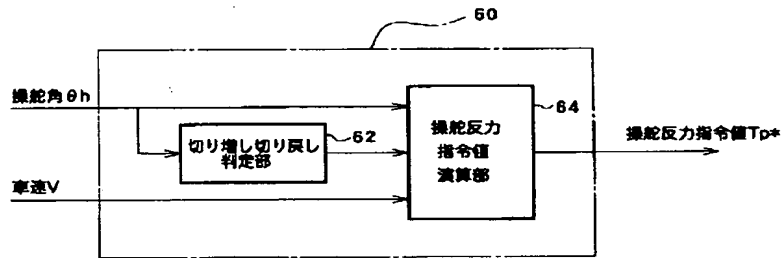 60
操舵角θh
62
切り増し切り戻し
判定部
64
操舵反力
指令値
演算部
操舵反力指令値Tp*
車速V